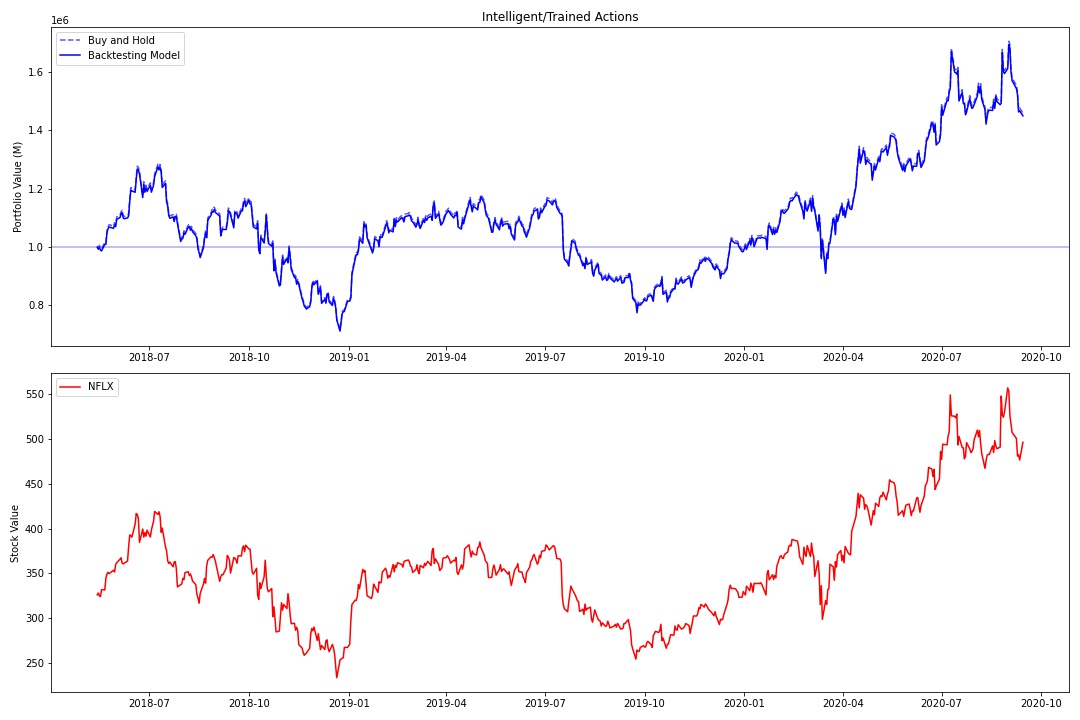 Intelligent/Trained Actions
1e6
Buy and Hold
Backtesting Model
Portfolio Value (M)
1.6
1.4
1.2
1.0
0.8
2018-07 2018-10 2019-01 2019-04 2019-07 2019-10 2020-01 2020-04 2020-07 2020-10
NFLX
Stock Value
550
500
450
400
350
300
250
2018-07 2018-10 2019-01 2019-04 2019-07 2019-10 2020-01 2020-04 2020-07 2020-10